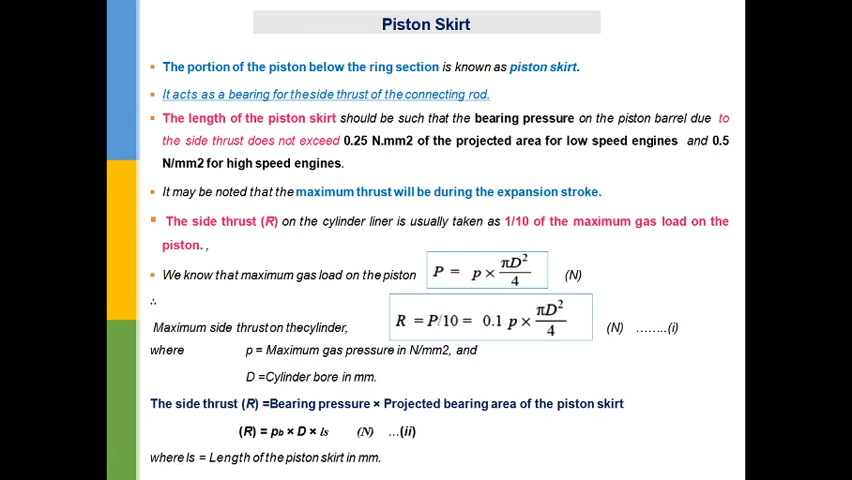 Piston Skirt
▪ The portion of the piston below the ring section is known as piston skirt.
▪ It acts as a bearing for theside thrust of the connecting rod.
▪ The length of the piston skirt should be such that the bearing pressure on the piston barrel due to
the side thrust does not exceed 0.25 N.mm2 of the projected area for low speed engines and 0.5
N/mm2 for high speed engines.
▪ It may be noted that the maximum thrust will be during the expansion stroke.
▪ The side thrust (R) on the cylinder liner is usually taken as 1/10 of the maximum gas load on the
piston. ,
▪ We know that maximum gas load on the piston P = p × πD²/4 (N)
∴
Maximum side thrust on thecylinder, R = P/10 = 0.1 p × πD²/4 (N) ........(i)
where p = Maximum gas pressure in N/mm2, and
D =Cylinder bore in mm.
The side thrust (R) =Bearing pressure × Projected bearing area of the piston skirt
(R) = pb × D × ls (N) ...(ii)
where ls = Length of the piston skirt in mm.